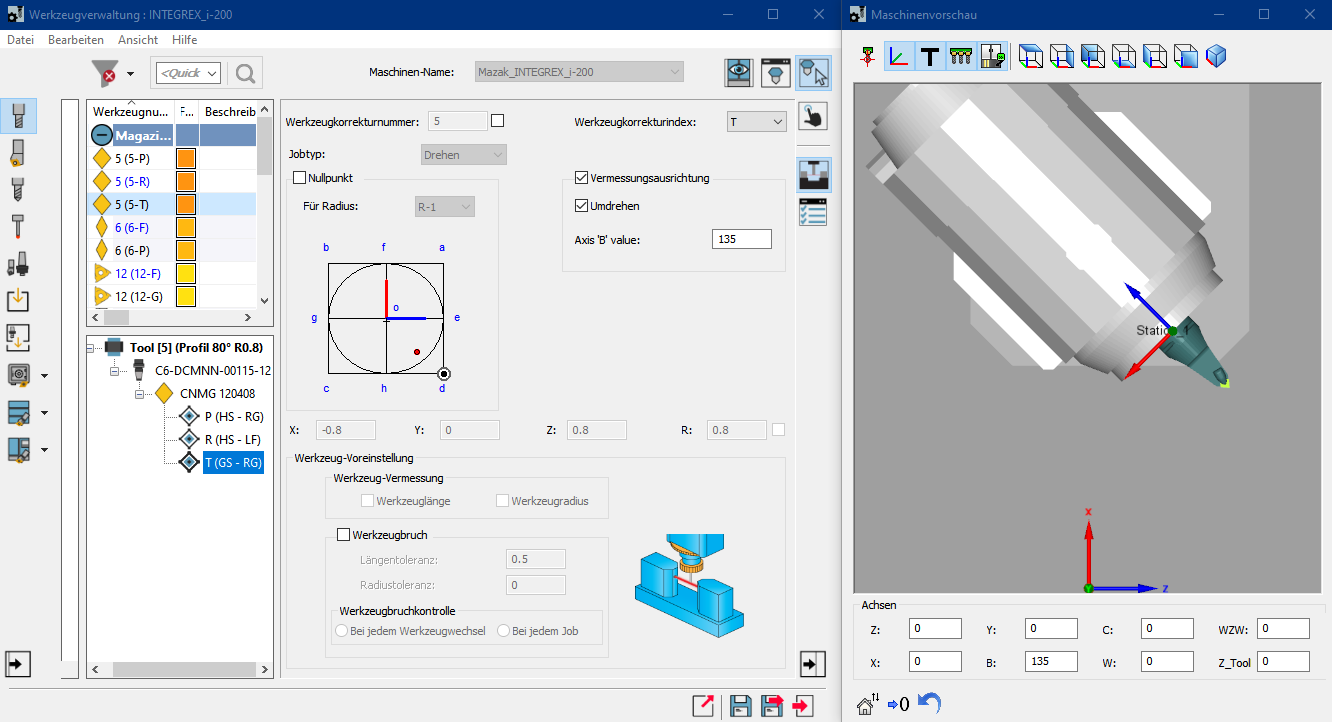 Werkzeugverwaltung : INTEGREX_i-200
Datei Bearbeiten Ansicht Hilfe
<Quick>
Maschinen-Name: Mazak_INTEGREX_i-200
Werkzeugnu... F... Beschreib
Magazi...
5 (5-P)
5 (5-R)
5 (5-T)
6 (6-F)
6 (6-P)
12 (12-F)
12 (12-G)
Tool [5] (Profil 80° R0.8)
C6-DCMNN-00115-12
CNMG 120408
P (HS - RG)
R (HS - LF)
T (GS - RG)
Werkzeugkorrekturnummer: 5
Werkzeugkorrekturindex: T
Jobtyp: Drehen
Nullpunkt
Für Radius: R-1
Vermessungsausrichtung
Umdrehen
Axis 'B' value: 135
b f a
g o e
c h d
X: -0.8 Y: 0 Z: 0.8 R: 0.8
Werkzeug-Voreinstellung
Werkzeug-Vermessung
Werkzeuglänge Werkzeugradius
Werkzeugbruch
Längentoleranz: 0.5
Radiustoleranz: 0
Werkzeugbruchkontrolle
Bei jedem Werkzeugwechsel Bei jedem Job
Maschinenvorschau
X
Y Z
Achsen
Z: 0 Y: 0 C: 0 WZW: 0
X: 0 B: 135 W: 0 Z_Tool 0
0